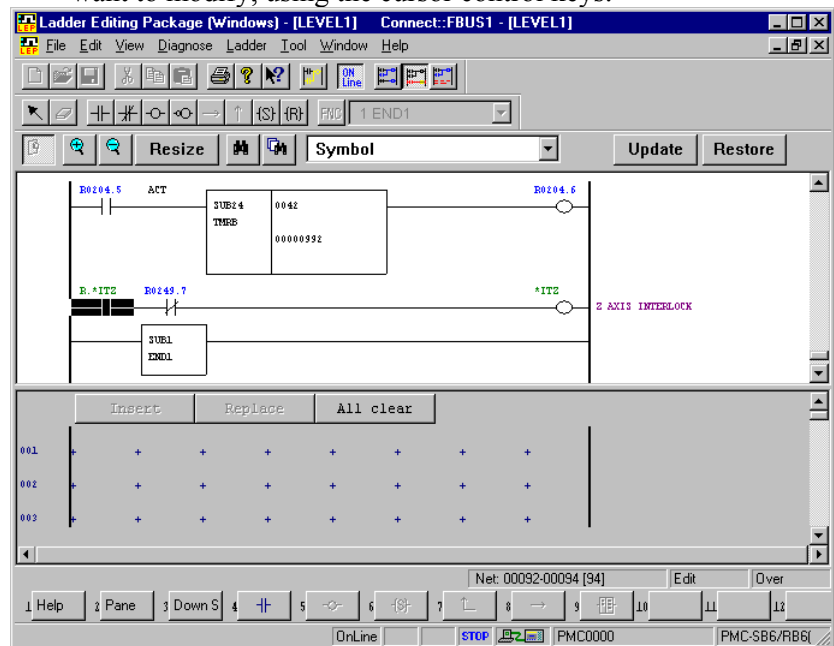 want to modify, using the cursor control keys.
Ladder Editing Package (Windows) - [LEVEL1] Connect::FBUS1 - [LEVEL1]
LEP File Edit View Diagnose Ladder Tool Window Help
ON Line
(S) (R) FNC 1 END1
Resize Symbol Update Restore
R0204.5 ACT R0204.6
SUB24 0042
TMRB
00000992
R.*ITZ R0249.7 *ITZ
Z AXIS INTERLOCK
SUB1
END1
Insert Replace All clear
001
002
003
Net: 00092-00094 [94] Edit Over
1 Help 2 Pane 3 Down S 4 5 6 (S) 7 8 9 10 11 12
OnLine STOP PMC0000 PMC-SB6/RB6(